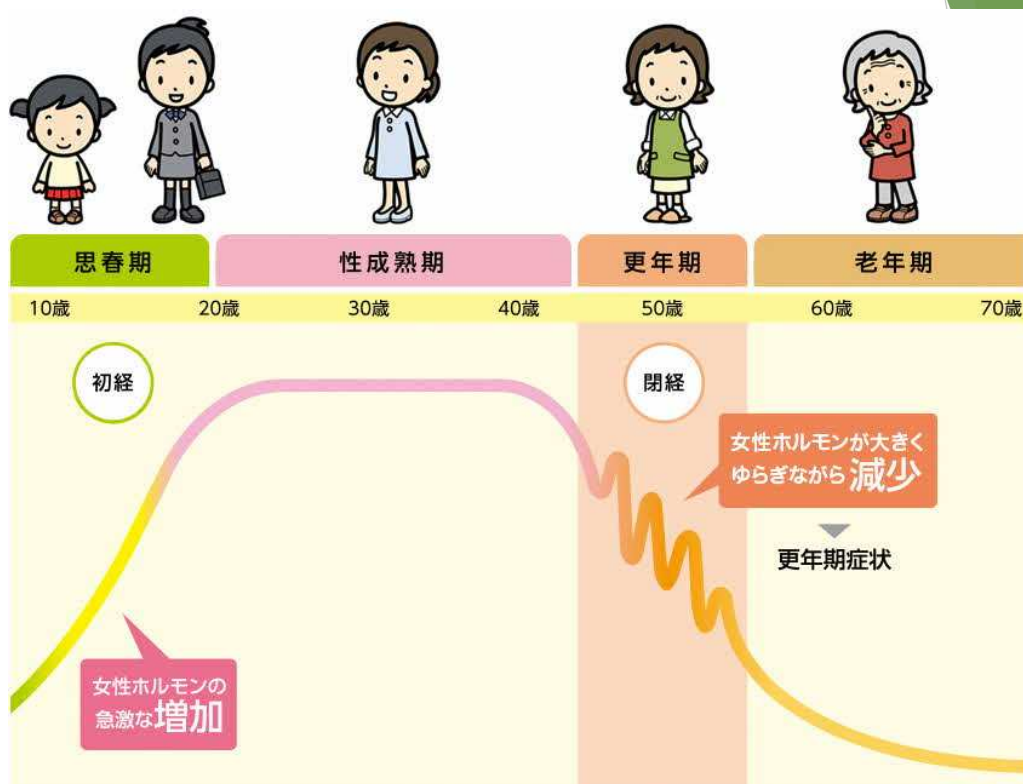 思春期
性成熟期
更年期
老年期
10歳
20歳
30歳
40歳
50歳
60歳
70歳
初経
閉経
女性ホルモンが大きく
ゆらぎながら減少
更年期症状
女性ホルモンの
急激な増加